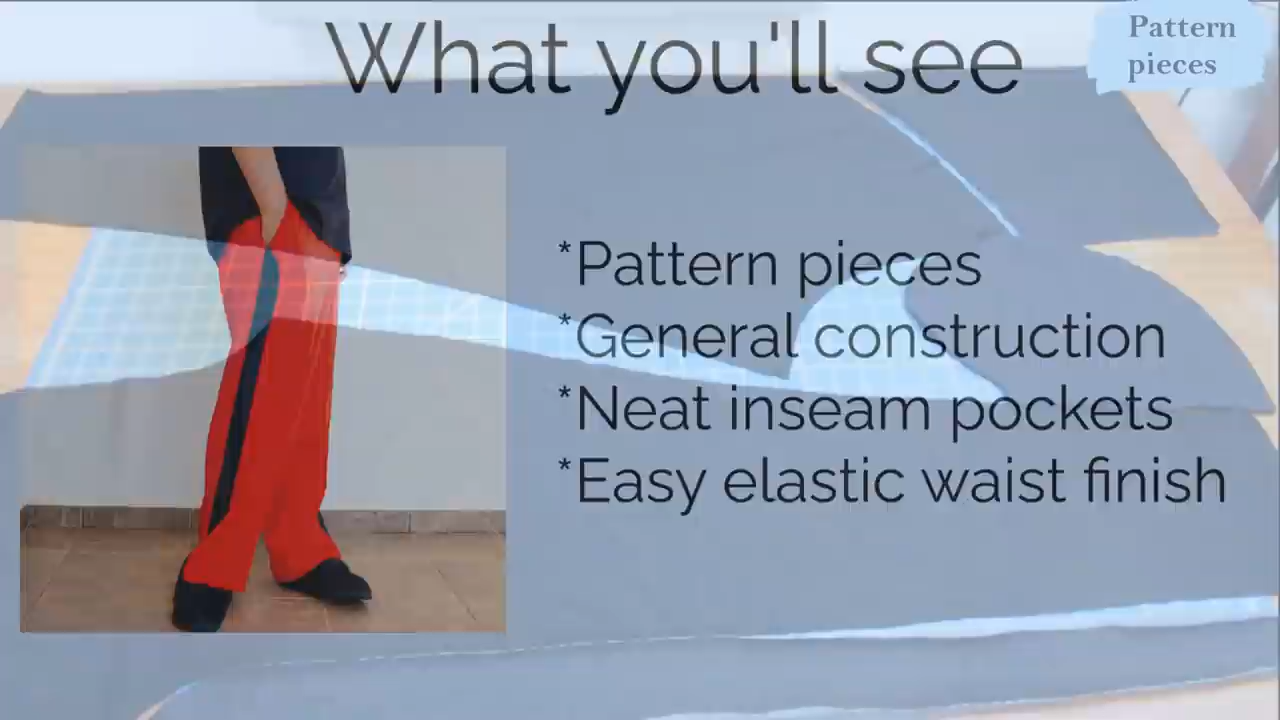 What you'll see
Pattern
pieces
*Pattern pieces
*General construction
*Neat inseam pockets
*Easy elastic waist finish